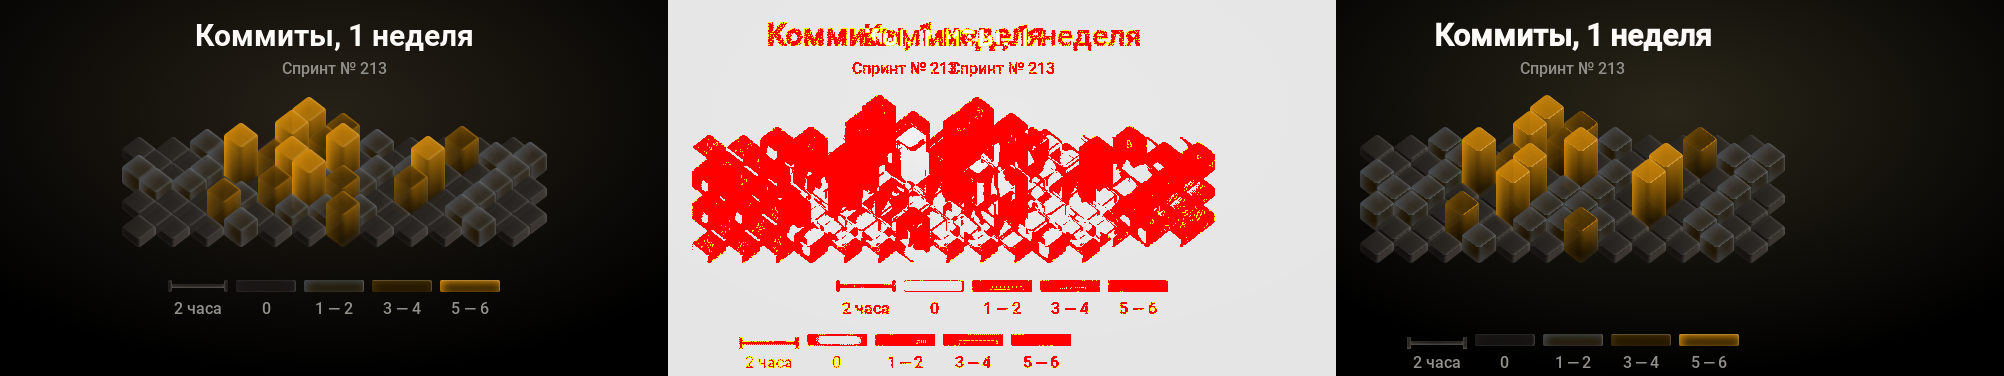 Коммиты, 1 неделя
Спринт № 213
2 часа 0 1 — 2 3 — 4 5 — 6
Спринт № 213 Спринт № 213
2 часа 0 1 — 2 3 — 4 5 — 6
2 часа 0 1 — 2 3 — 4 5 — 6
Коммиты, 1 неделя
Спринт № 213
2 часа 0 1 — 2 3 — 4 5 — 6